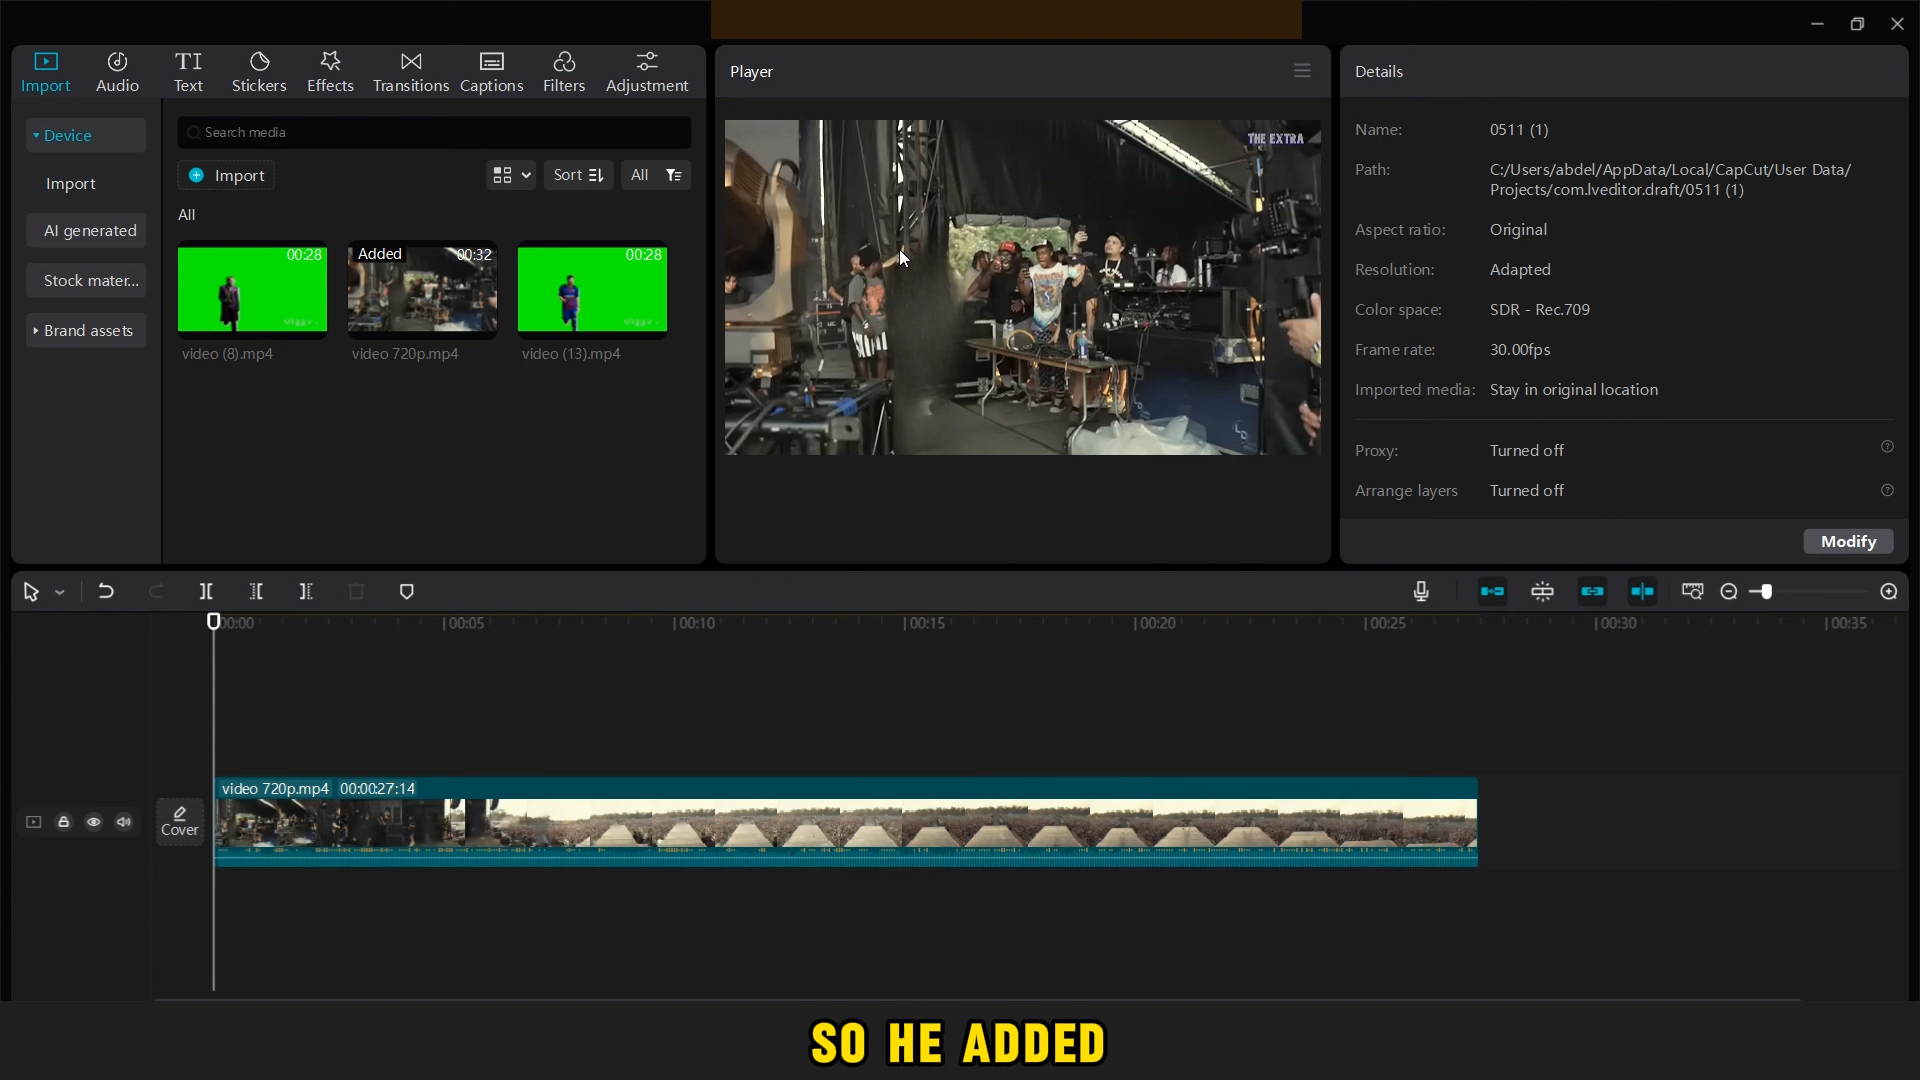 Import
Audio
Text
Stickers
Effects
Transitions
Captions
Filters
Adjustment
Device
Import
AI generated
Stock mater...
Brand assets
Search media
Import
Sort
All
All
00:28
Added
00:32
00:28
video (8).mp4
video 720p.mp4
video (13).mp4
Player
THE EXTRA
Details
Name: 0511 (1)
Path: C:/Users/abdel/AppData/Local/CapCut/User Data/
Projects/com.lveditor.draft/0511 (1)
Aspect ratio: Original
Resolution: Adapted
Color space: SDR - Rec.709
Frame rate: 30.00fps
Imported media: Stay in original location
Proxy: Turned off
Arrange layers Turned off
Modify
00:00
00:05
00:10
00:15
00:20
00:25
00:30
00:35
video 720p.mp4 00:00:27:14
Cover
SO HE ADDED